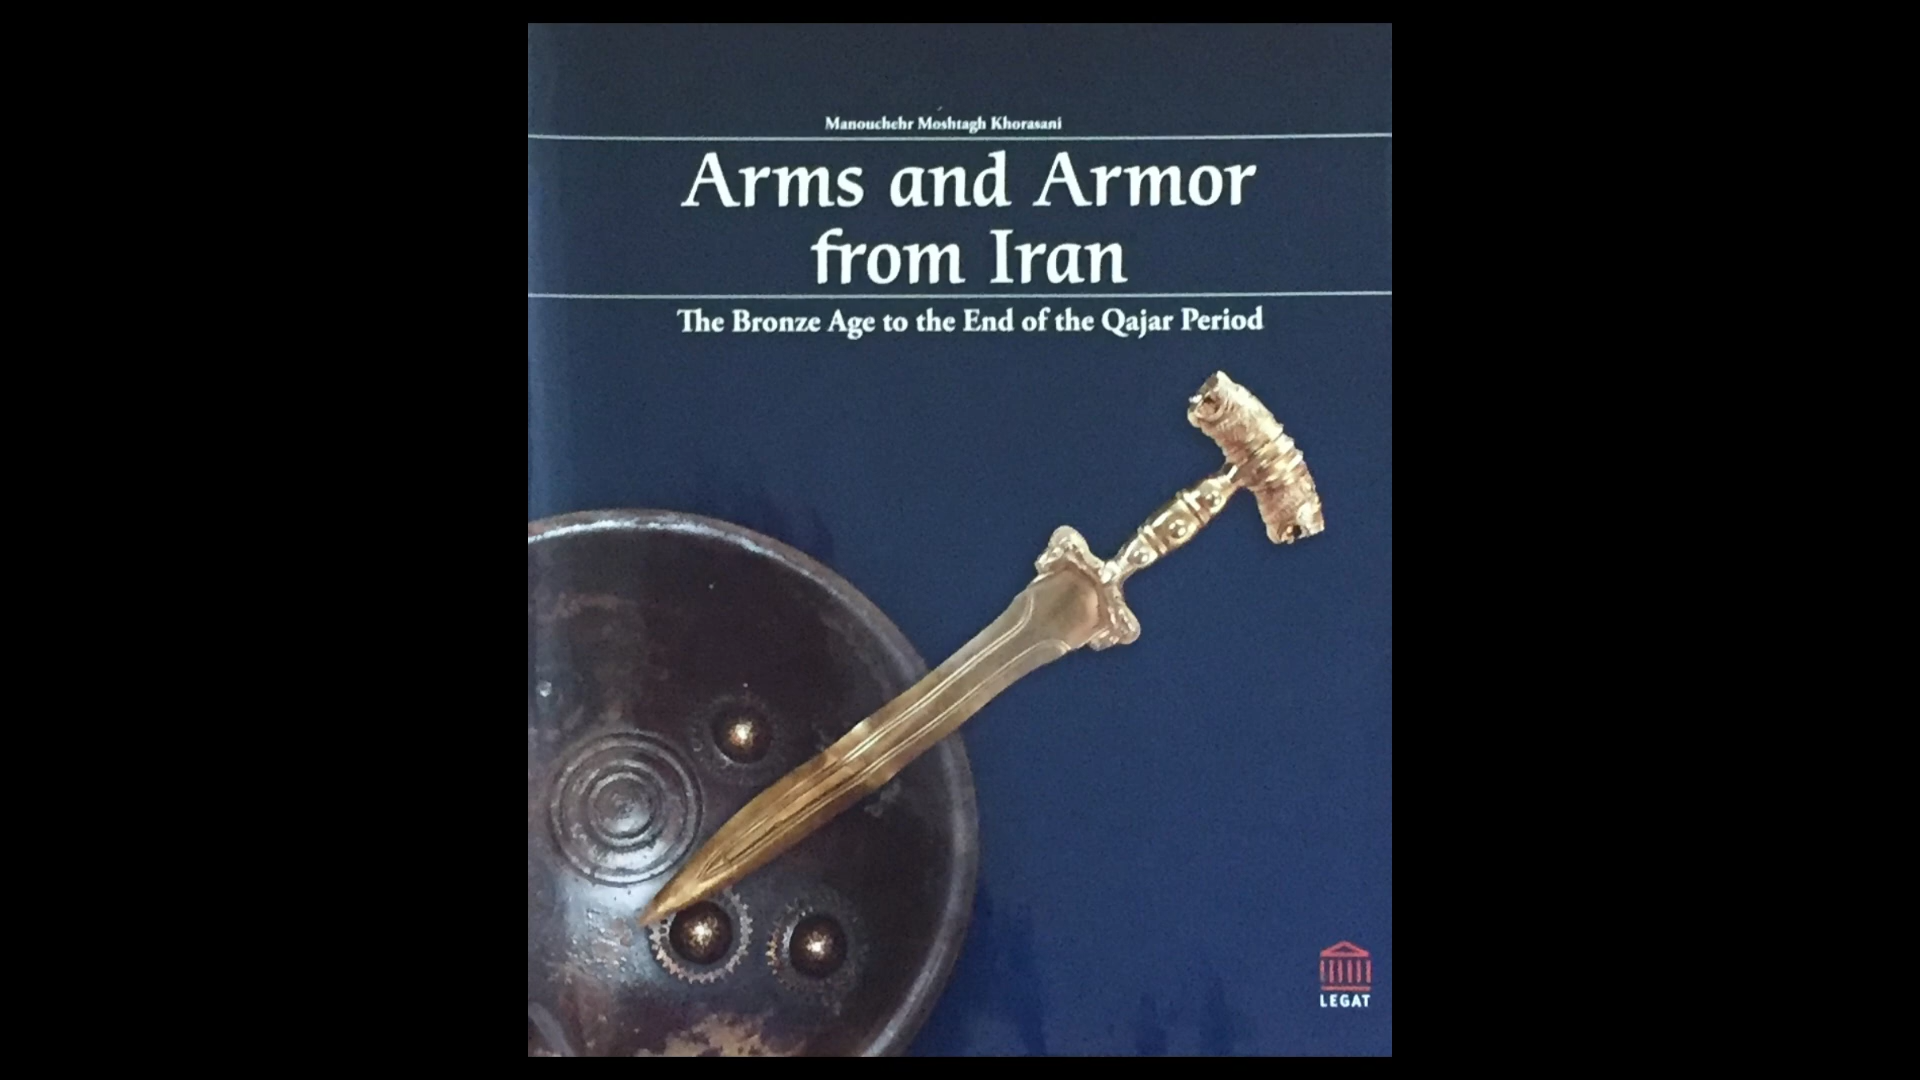 Manouchehr Moshtagh Khorasani
Arms and Armor
from Iran
The Bronze Age to the End of the Qajar Period
LEGAT